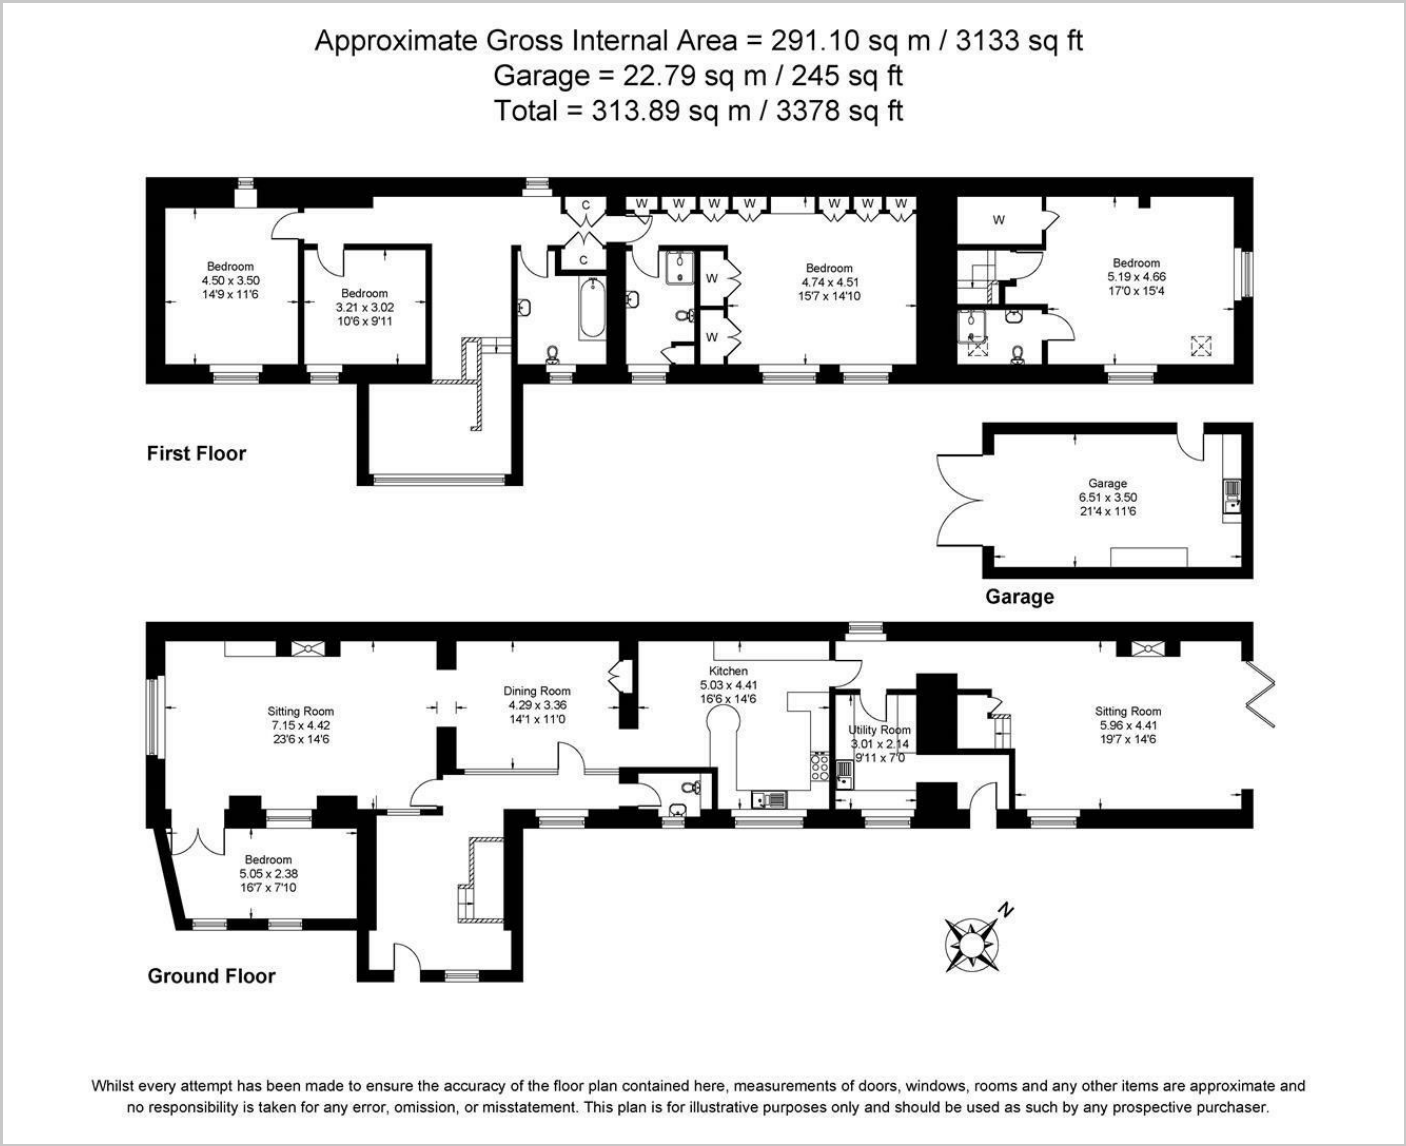 Approximate Gross Internal Area = 291.10 sq m / 3133 sq ft
Garage = 22.79 sq m / 245 sq ft
Total = 313.89 sq m / 3378 sq ft
C
W
W
W
W
W
W
W
W
C
W
W
Bedroom
4.50 x 3.50
14'9 x 11'6
Bedroom
3.21 x 3.02
10'6 x 9'11
Bedroom
4.74 x 4.51
15'7 x 14'10
Bedroom
5.19 x 4.66
17'0 x 15'4
First Floor
Garage
6.51 x 3.50
21'4 x 11'6
Garage
Sitting Room
7.15 x 4.42
23'6 x 14'6
Dining Room
4.29 x 3.36
14'1 x 11'0
Kitchen
5.03 x 4.41
16'6 x 14'6
Utility Room
3.01 x 2.14
9'11 x 7'0
Sitting Room
5.96 x 4.41
19'7 x 14'6
Bedroom
5.05 x 2.38
16'7 x 7'10
N
Ground Floor
Whilst every attempt has been made to ensure the accuracy of the floor plan contained here, measurements of doors, windows, rooms and any other items are approximate and
no responsibility is taken for any error, omission, or misstatement. This plan is for illustrative purposes only and should be used as such by any prospective purchaser.